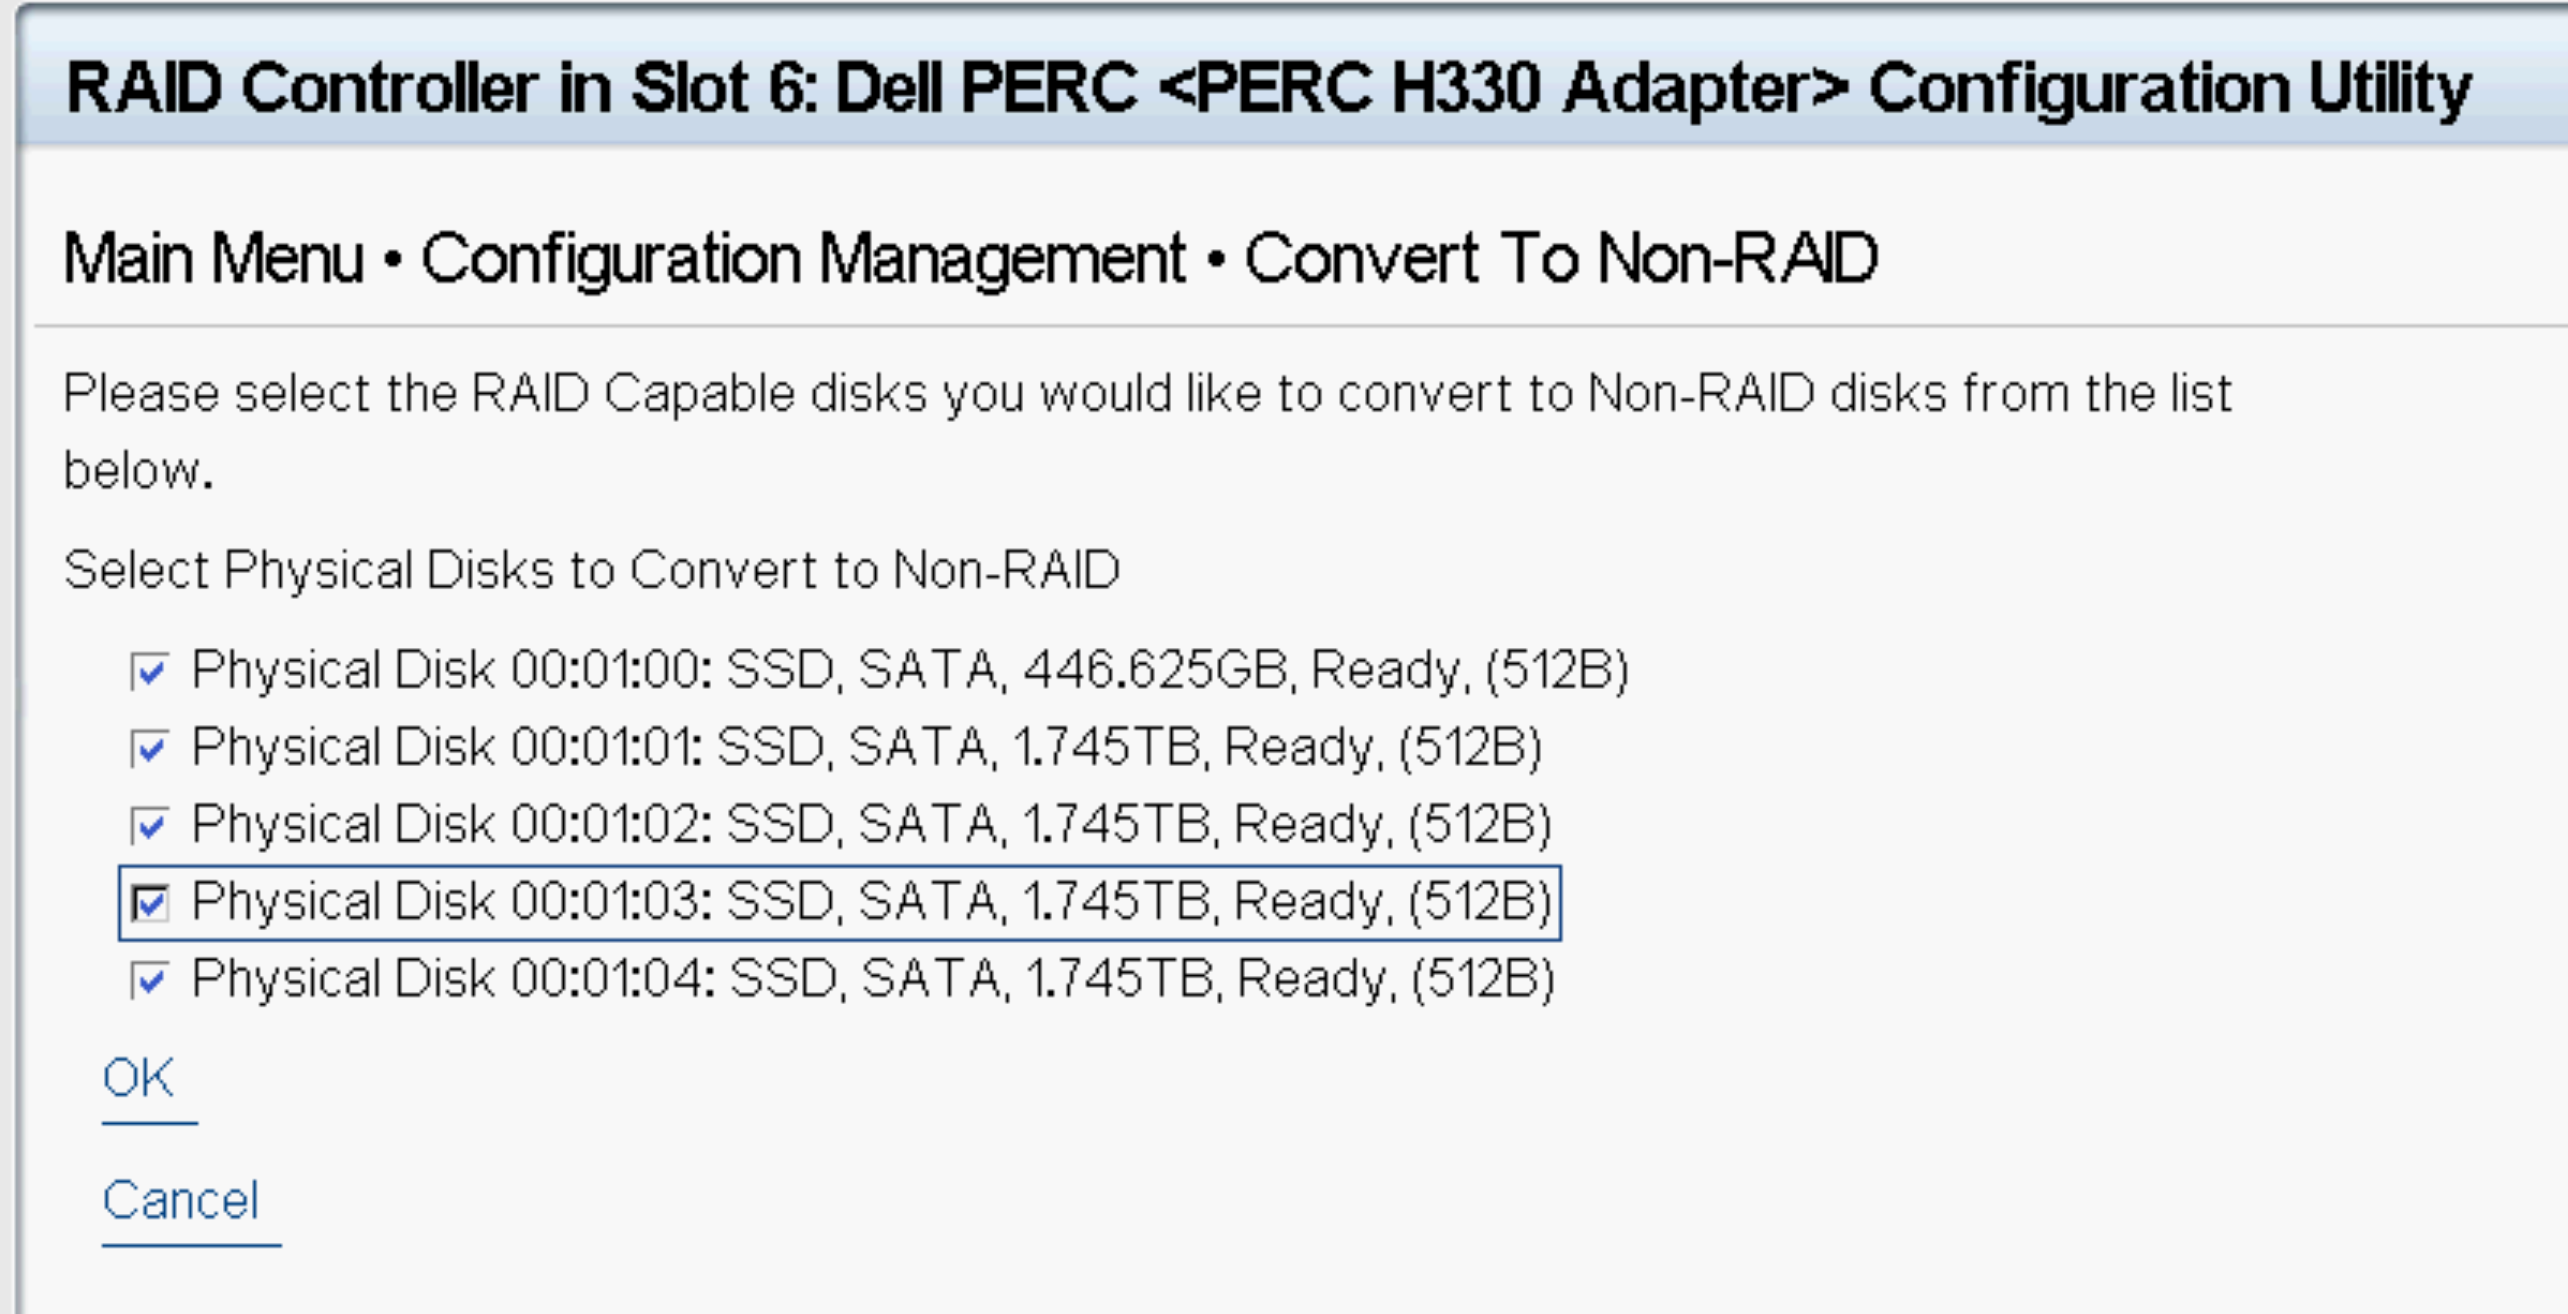 RAID Controller in Slot 6: Dell PERC <PERC H330 Adapter> Configuration Utility
Main Menu • Configuration Management • Convert To Non-RAID
Please select the RAID Capable disks you would like to convert to Non-RAID disks from the list
below.
Select Physical Disks to Convert to Non-RAID
Physical Disk 00:01:00: SSD, SATA, 446.625GB, Ready, (512B)
Physical Disk 00:01:01: SSD, SATA, 1.745TB, Ready, (512B)
Physical Disk 00:01:02: SSD, SATA, 1.745TB, Ready, (512B)
Physical Disk 00:01:03: SSD, SATA, 1.745TB, Ready, (512B)
Physical Disk 00:01:04: SSD, SATA, 1.745TB, Ready, (512B)
OK
Cancel